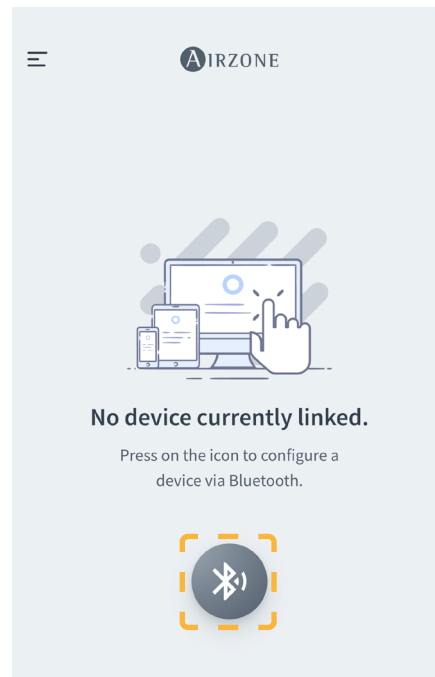 AIRZONE
No device currently linked.
Press on the icon to configure a
device via Bluetooth.